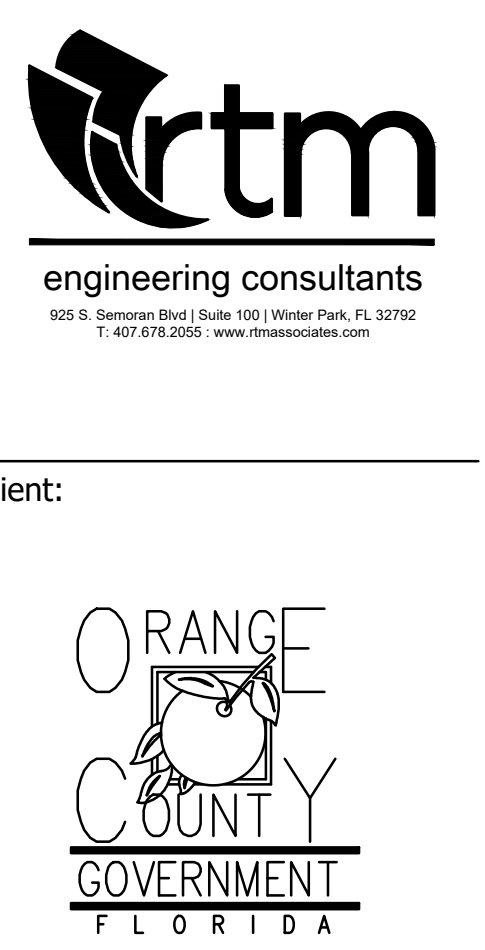 rtm
engineering consultants
925 S. Semoran Blvd | Suite 100 | Winter Park, FL 32792
T: 407.678.2055 : www.rtmassociates.com
ient:
ORANGE
COUNTY
GOVERNMENT
FLORIDA